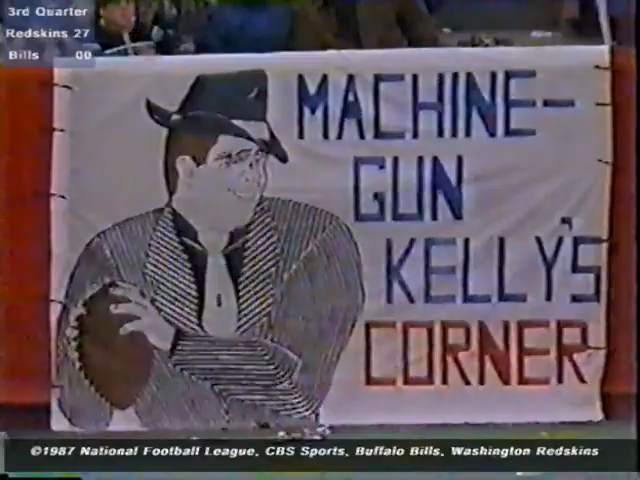 3rd Quarter
Redskins 27
Bills 00
MACHINE-
GUN
KELLY'S
CORNER
©1987 National Football League, CBS Sports, Buffalo Bills, Washington Redskins